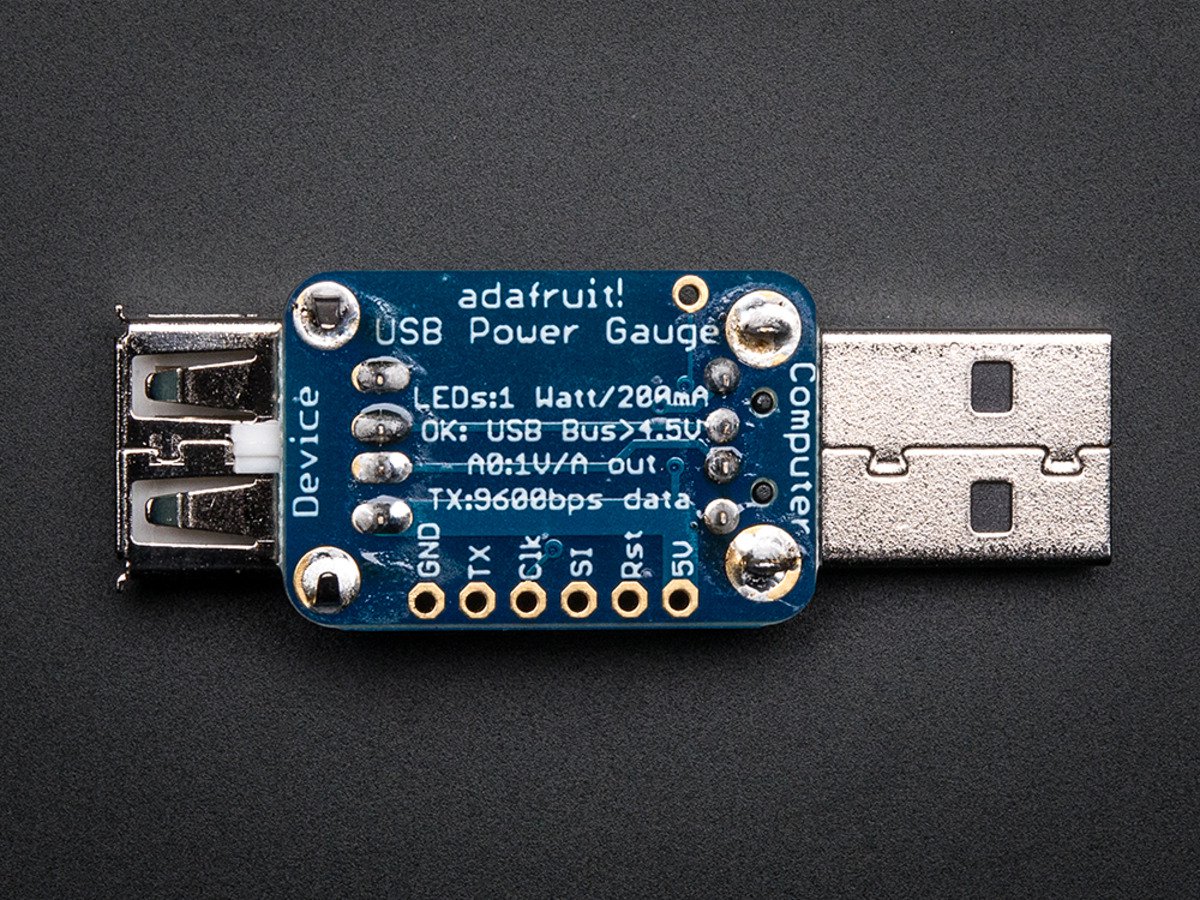 adafruit!
USB Power Gauge
LEDs:1 Watt/200mA
OK: USB Bus>4.5V
A0:1V/A out
TX:9600bps data
Device
Computer
GND TX Clk SI Rst 5V